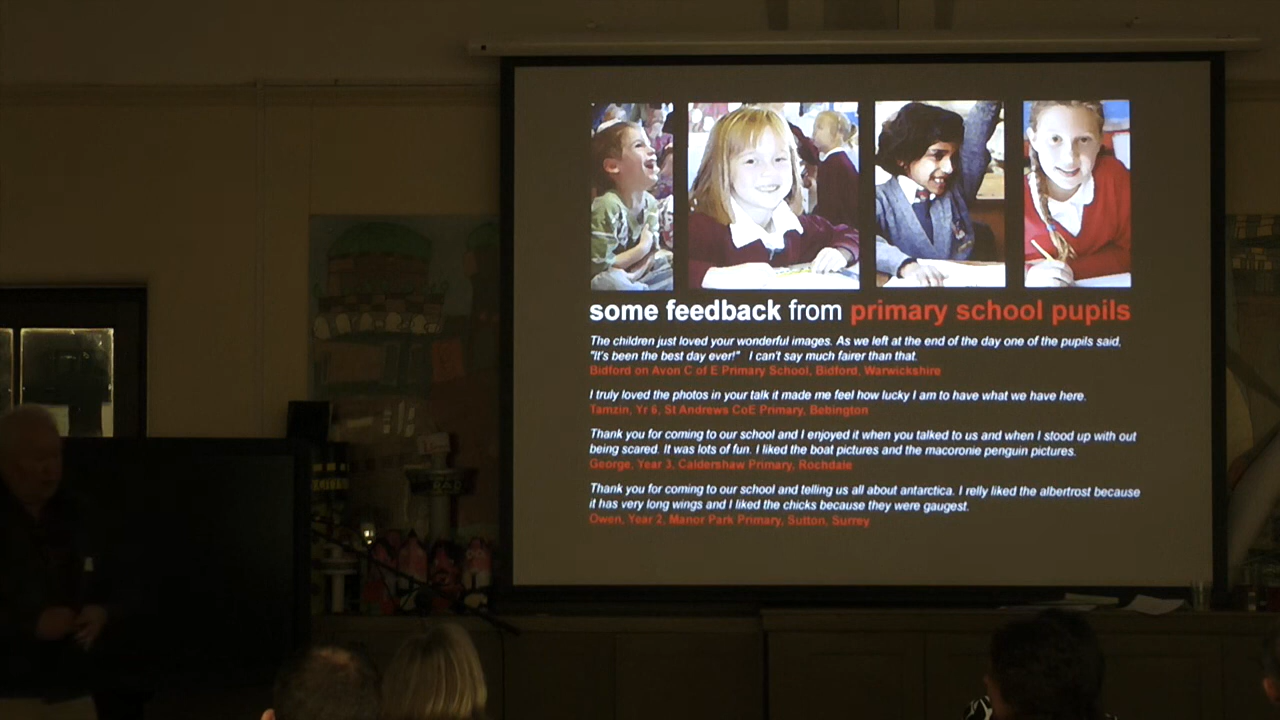 some feedback from primary school pupils
The children just loved your wonderful images. As we left at the end of the day one of the pupils said,
"It's been the best day ever!" I can't say much fairer than that.
Bidford on Avon C of E Primary School, Bidford, Warwickshire
I truly loved the photos in your talk it made me feel how lucky I am to have what we have here.
Tamzin, Yr 6, St Andrews CoE Primary, Bebington
Thank you for coming to our school and I enjoyed it when you talked to us and when I stood up with out
being scared. It was lots of fun. I liked the boat pictures and the macoronie penguin pictures.
George, Year 3, Caldershaw Primary, Rochdale
Thank you for coming to our school and telling us all about antarctica. I relly liked the albertrost because
it has very long wings and I liked the chicks because they were gaugest.
Owen, Year 2, Manor Park Primary, Sutton, Surrey